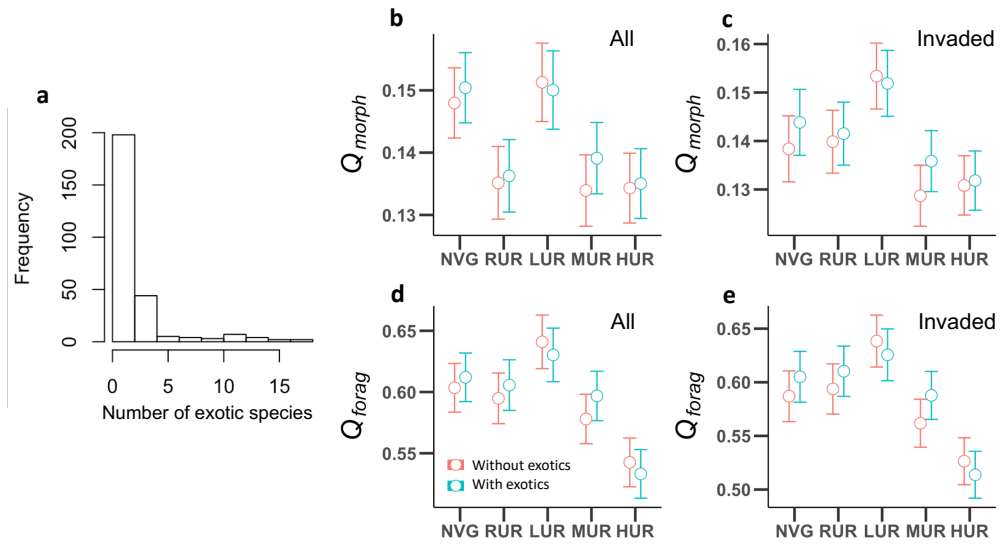 a
Frequency
200
150
100
50
0
0 5 10 15
Number of exotic species
b
All
Q morph
0.15
0.14
0.13
NVG RUR LUR MUR HUR
c
Invaded
Q morph
0.16
0.15
0.14
0.13
NVG RUR LUR MUR HUR
d
All
Q forag
0.65
0.60
0.55
Without exotics
With exotics
NVG RUR LUR MUR HUR
e
Invaded
Q forag
0.65
0.60
0.55
0.50
NVG RUR LUR MUR HUR